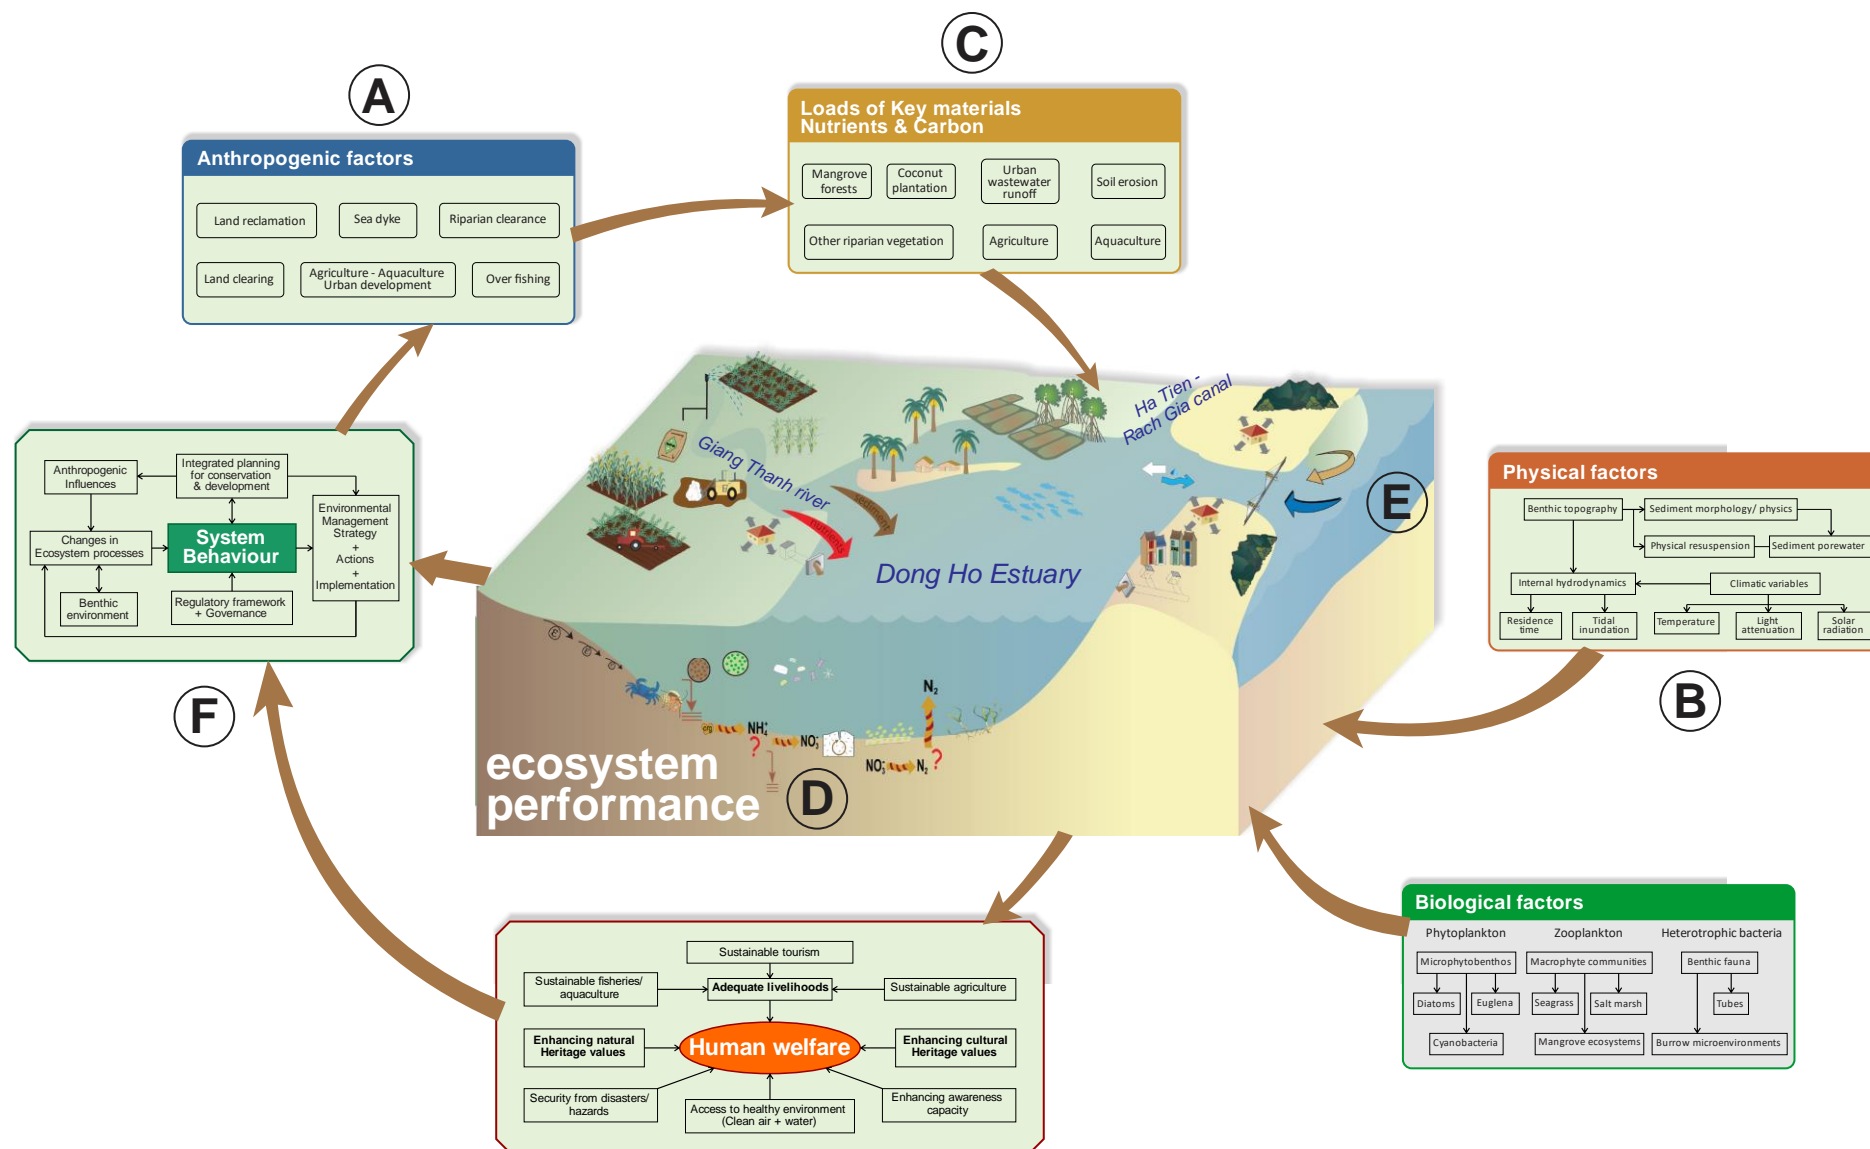 C
A
Loads of Key materials
Nutrients & Carbon
Mangrove
forests
Coconut
plantation
Urban
wastewater
runoff
Soil erosion
Other riparian vegetation
Agriculture
Aquaculture
Anthropogenic factors
Land reclamation
Sea dyke
Riparian clearance
Land clearing
Agriculture - Aquaculture
Urban development
Over fishing
Ha Tien -
Rach Gia canal
Giang Thanh river
sediment
nutrients
Dong Ho Estuary
E
Anthropogenic
Influences
Integrated planning
for conservation
& development
Environmental
Management
Strategy
+
Actions
+
Implementation
Changes in
Ecosystem processes
System
Behaviour
Benthic
environment
Regulatory framework
+ Governance
F
Physical factors
Benthic topography
Sediment morphology/ physics
Physical resuspension
Sediment porewater
Internal hydrodynamics
Climatic variables
Residence
time
Tidal
inundation
Temperature
Light
attenuation
Solar
radiation
B
N2
org
NH4+
?
NO3-
NO3-
N2
?
ecosystem
performance
D
Biological factors
Phytoplankton
Zooplankton
Heterotrophic bacteria
Microphytobenthos
Macrophyte communities
Benthic fauna
Diatoms
Euglena
Seagrass
Salt marsh
Tubes
Cyanobacteria
Mangrove ecosystems
Burrow microenvironments
Sustainable tourism
Sustainable fisheries/
aquaculture
Adequate livelihoods
Sustainable agriculture
Enhancing natural
Heritage values
Human welfare
Enhancing cultural
Heritage values
Security from disasters/
hazards
Access to healthy environment
(Clean air + water)
Enhancing awareness
capacity